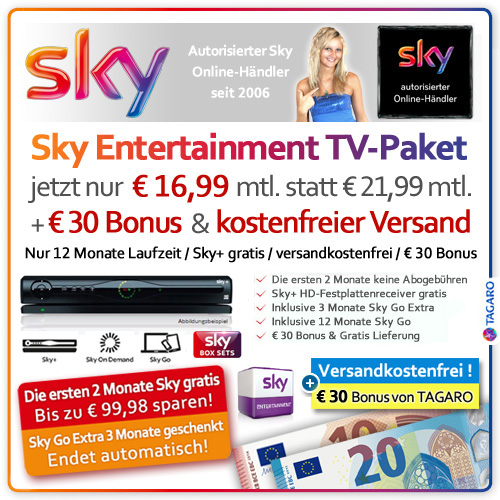 sky
Autorisierter Sky
Online-Händler
seit 2006
sky
autorisierter
Online-Händler
Sky Entertainment TV-Paket
jetzt nur € 16,99 mtl. statt € 21,99 mtl.
+ € 30 Bonus & kostenfreier Versand
Nur 12 Monate Laufzeit / Sky+ gratis / versandkostenfrei / € 30 Bonus
sky
Abbildungsbeispiel
Sky+
Sky On Demand
Sky Go
sky
BOX SETS
Die ersten 2 Monate keine Abogebühren
Sky+ HD-Festplattenreceiver gratis
Inklusive 3 Monate Sky Go Extra
Inklusive 12 Monate Sky Go
€ 30 Bonus & Gratis Lieferung
TAGARO
Die ersten 2 Monate Sky gratis
Bis zu € 99,98 sparen!
Sky Go Extra 3 Monate geschenkt
Endet automatisch!
sky
ENTERTAINMENT
+
Versandkostenfrei !
€ 30 Bonus von TAGARO
10
20